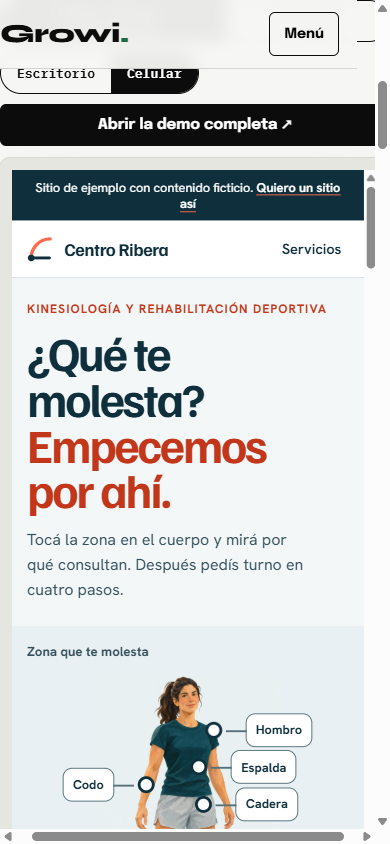 Growi.
Menú
Escritorio
Celular
Abrir la demo completa ↗
Sitio de ejemplo con contenido ficticio. Quiero un sitio
así
Centro Ribera
Servicios
KINESIOLOGÍA Y REHABILITACIÓN DEPORTIVA
¿Qué te
molesta?
Empecemos
por ahí.
Tocá la zona en el cuerpo y mirá por
qué consultan. Después pedís turno en
cuatro pasos.
Zona que te molesta
Hombro
Espalda
Codo
Cadera